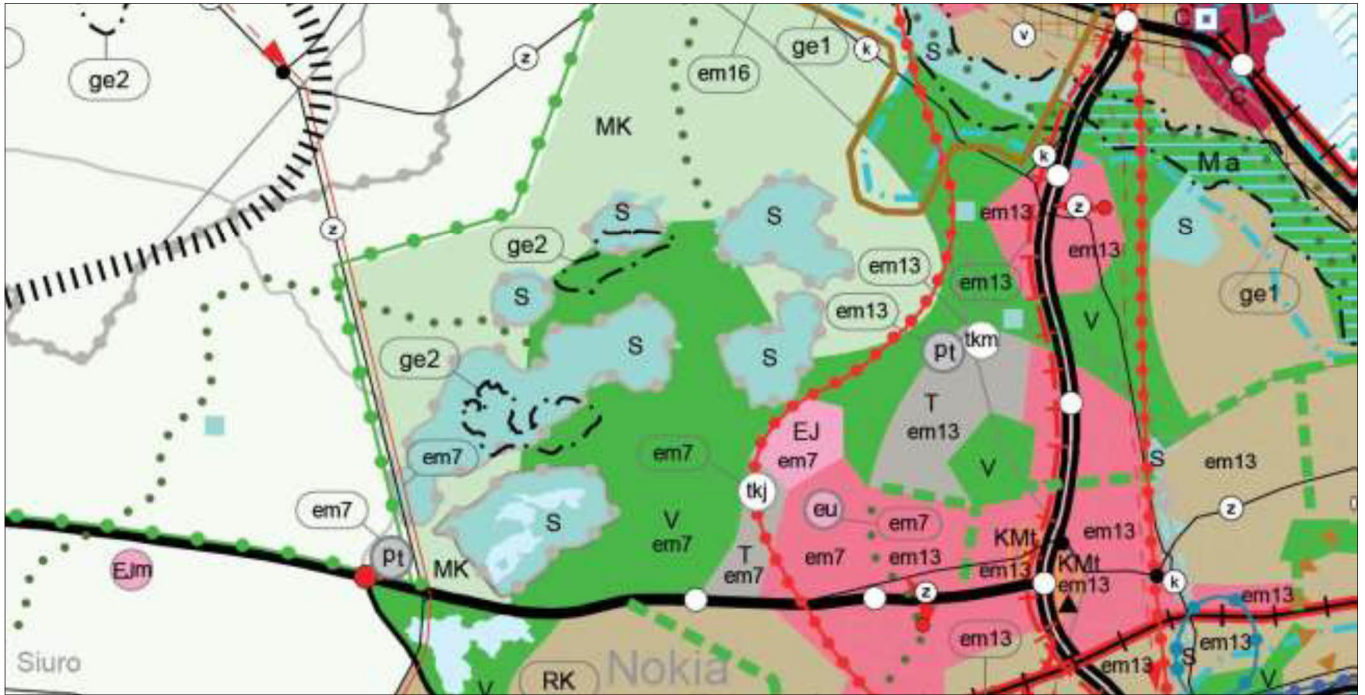 C
ge1
k
S
v
z
ge2
em16
MK
C
k
Ma
S
S
em13
z
S
z
ge2
em13
em13
em13
S
ge1
em13
V
S
S
tkm
pt
ge2
S
T
em13
EJ
em7
em7
em7
V
S
em13
tkj
z
em7
eu
em7
S
V
em7
KMt
em13
pt
em7
em13
EJm
MK
T
em7
em13
KMt
em13
k
z
em13
em13
em13
Siuro
Nokia
em13
S
RK
V
V